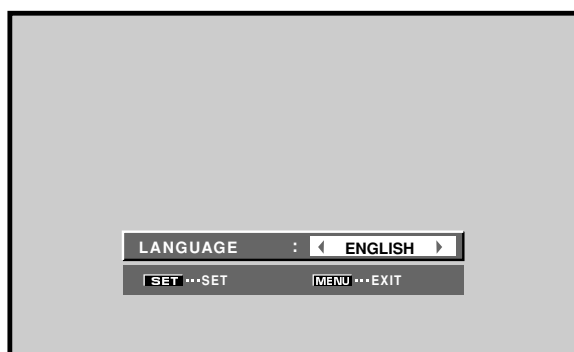 LANGUAGE : ◀ ENGLISH ▶
SET ··· SET MENU ··· EXIT